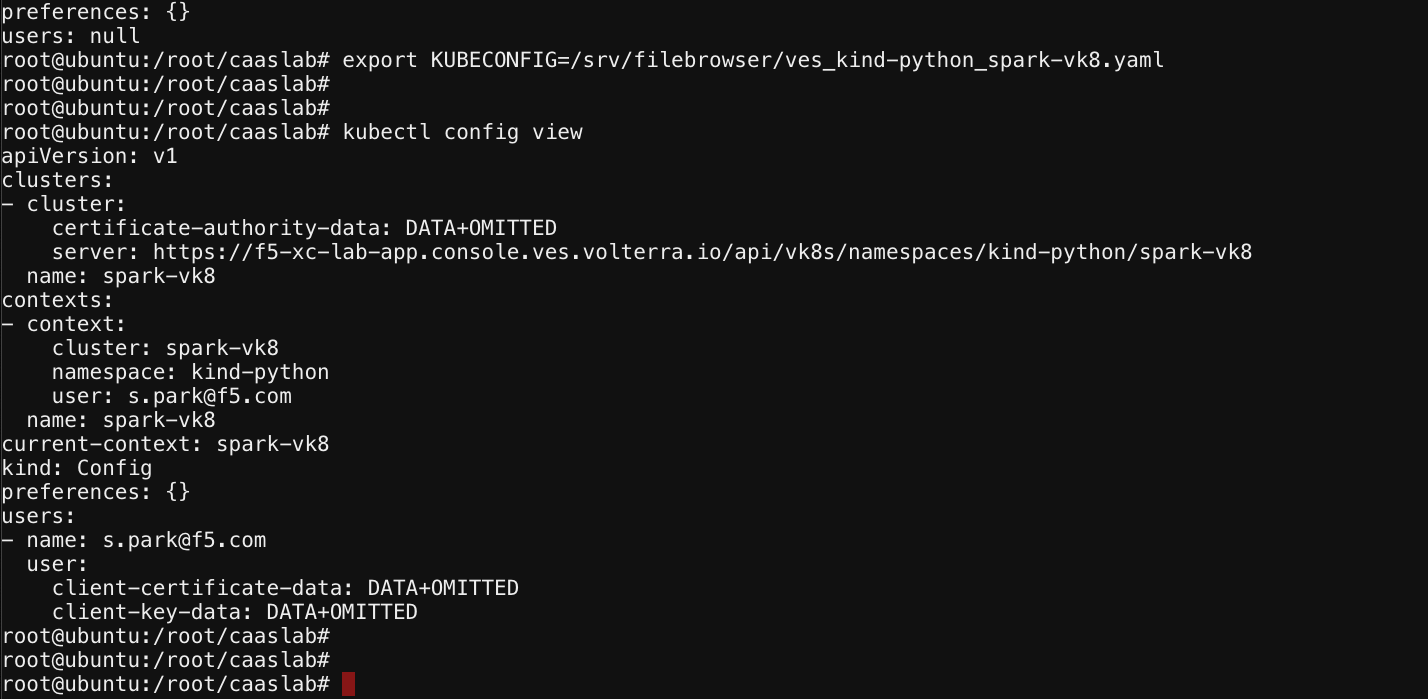 preferences: {}
users: null
root@ubuntu:/root/caaslab# export KUBECONFIG=/srv/filebrowser/ves_kind-python_spark-vk8.yaml
root@ubuntu:/root/caaslab#
root@ubuntu:/root/caaslab#
root@ubuntu:/root/caaslab# kubectl config view
apiVersion: v1
clusters:
- cluster:
    certificate-authority-data: DATA+OMITTED
    server: https://f5-xc-lab-app.console.ves.volterra.io/api/vk8s/namespaces/kind-python/spark-vk8
  name: spark-vk8
contexts:
- context:
    cluster: spark-vk8
    namespace: kind-python
    user: s.park@f5.com
  name: spark-vk8
current-context: spark-vk8
kind: Config
preferences: {}
users:
- name: s.park@f5.com
  user:
    client-certificate-data: DATA+OMITTED
    client-key-data: DATA+OMITTED
root@ubuntu:/root/caaslab#
root@ubuntu:/root/caaslab#
root@ubuntu:/root/caaslab#